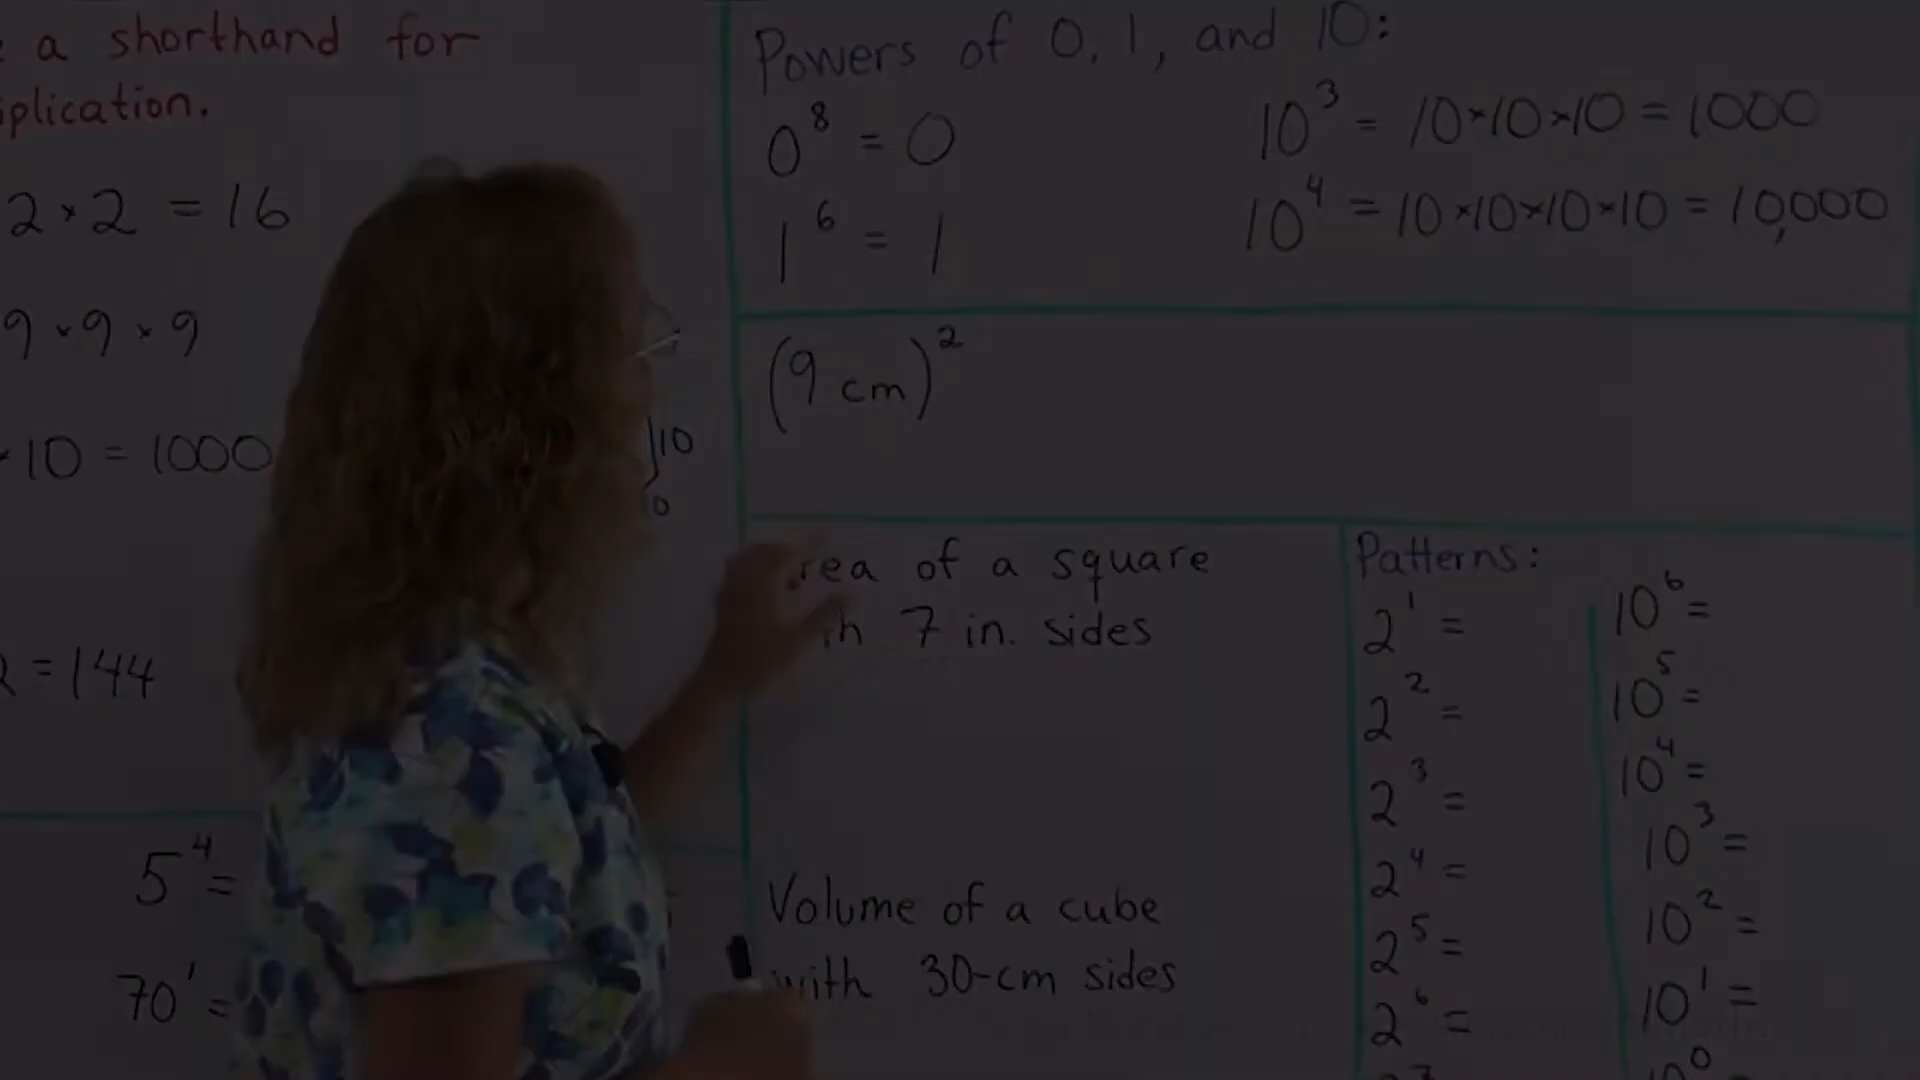 a shorthand for
plication.
2 × 2 = 16
9 × 9 × 9
10 = 1000
10
0
2 = 144
5⁴ =
70¹ =
Powers of 0, 1, and 10:
0⁸ = 0
10³ = 10×10×10 = 1000
1⁶ = 1
10⁴ = 10×10×10×10 = 10,000
(9 cm)²
rea of a square
7 in. sides
Volume of a cube
with 30-cm sides
Patterns:
2¹ =
2² =
2³ =
2⁴ =
2⁵ =
2⁶ =
10⁶ =
10⁵ =
10⁴ =
10³ =
10² =
10¹ =
10⁰